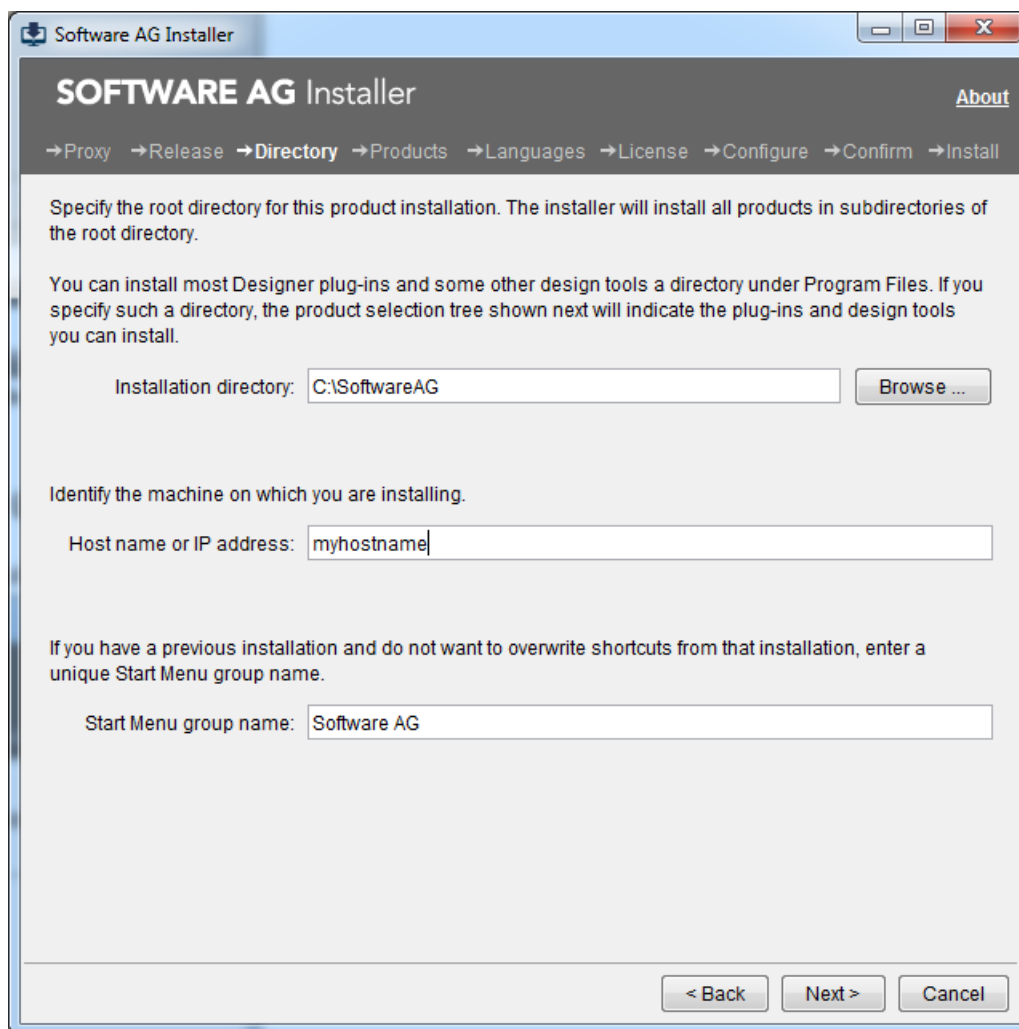 Software AG Installer
SOFTWARE AG Installer
About
➔Proxy ➔Release ➔Directory ➔Products ➔Languages ➔License ➔Configure ➔Confirm ➔Install
Specify the root directory for this product installation. The installer will install all products in subdirectories of
the root directory.
You can install most Designer plug-ins and some other design tools a directory under Program Files. If you
specify such a directory, the product selection tree shown next will indicate the plug-ins and design tools
you can install.
Installation directory: C:\SoftwareAG Browse ...
Identify the machine on which you are installing.
Host name or IP address: myhostname
If you have a previous installation and do not want to overwrite shortcuts from that installation, enter a
unique Start Menu group name.
Start Menu group name: Software AG
< Back Next > Cancel